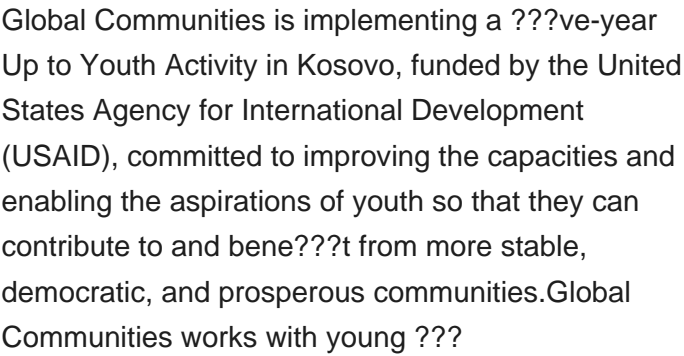 Global Communities is implementing a ???ve-year
Up to Youth Activity in Kosovo, funded by the United
States Agency for International Development
(USAID), committed to improving the capacities and
enabling the aspirations of youth so that they can
contribute to and bene???t from more stable,
democratic, and prosperous communities.Global
Communities works with young ???